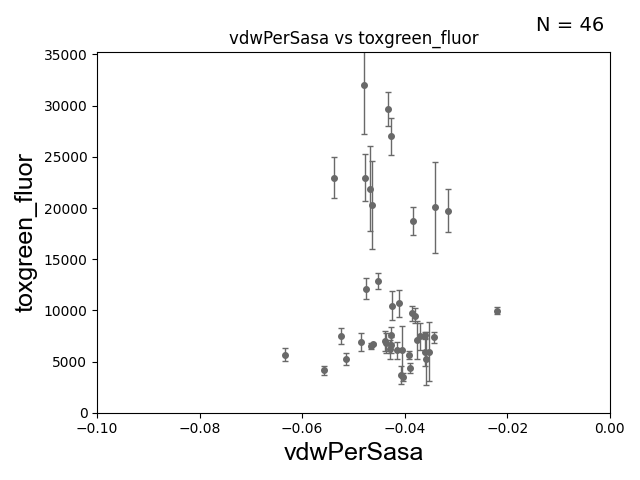 N = 46
vdwPerSasa vs toxgreen_fluor
35000
30000
25000
20000
15000
10000
5000
0
toxgreen_fluor
−0.10 −0.08 −0.06 −0.04 −0.02 0.00
vdwPerSasa